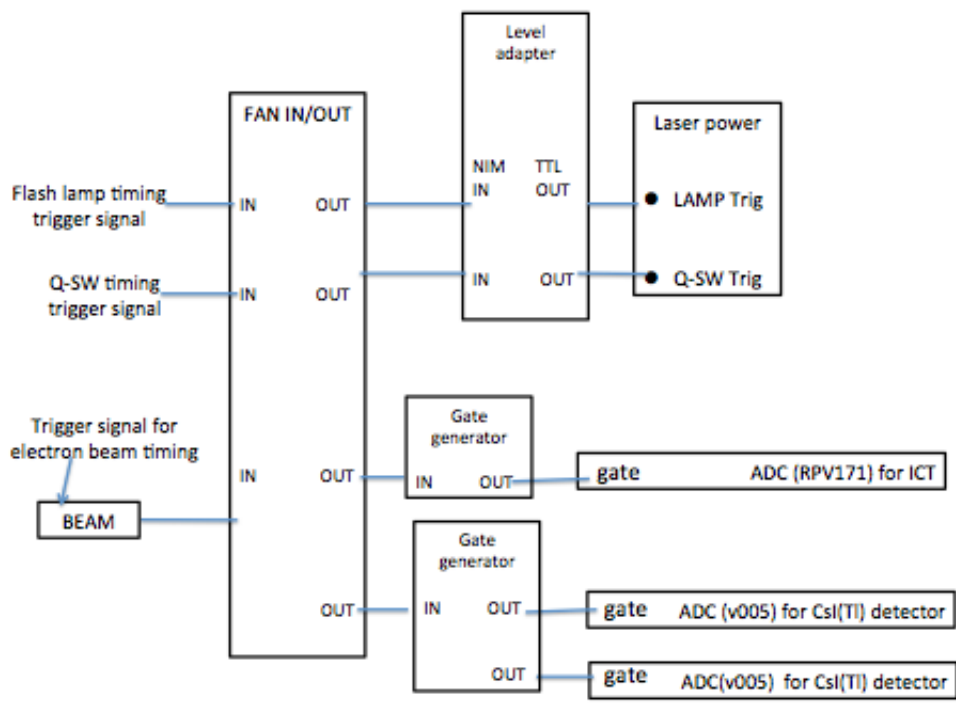 Level
adapter
FAN IN/OUT
Laser power
NIM TTL
IN OUT
Flash lamp timing
trigger signal
IN OUT
LAMP Trig
Q-SW timing
trigger signal
IN OUT
IN OUT
Q-SW Trig
Trigger signal for
electron beam timing
Gate
generator
IN OUT
IN OUT
gate ADC (RPV171) for ICT
BEAM
Gate
generator
OUT
IN OUT
gate ADC (v005) for CsI(Tl) detector
OUT
gate ADC(v005) for CsI(Tl) detector